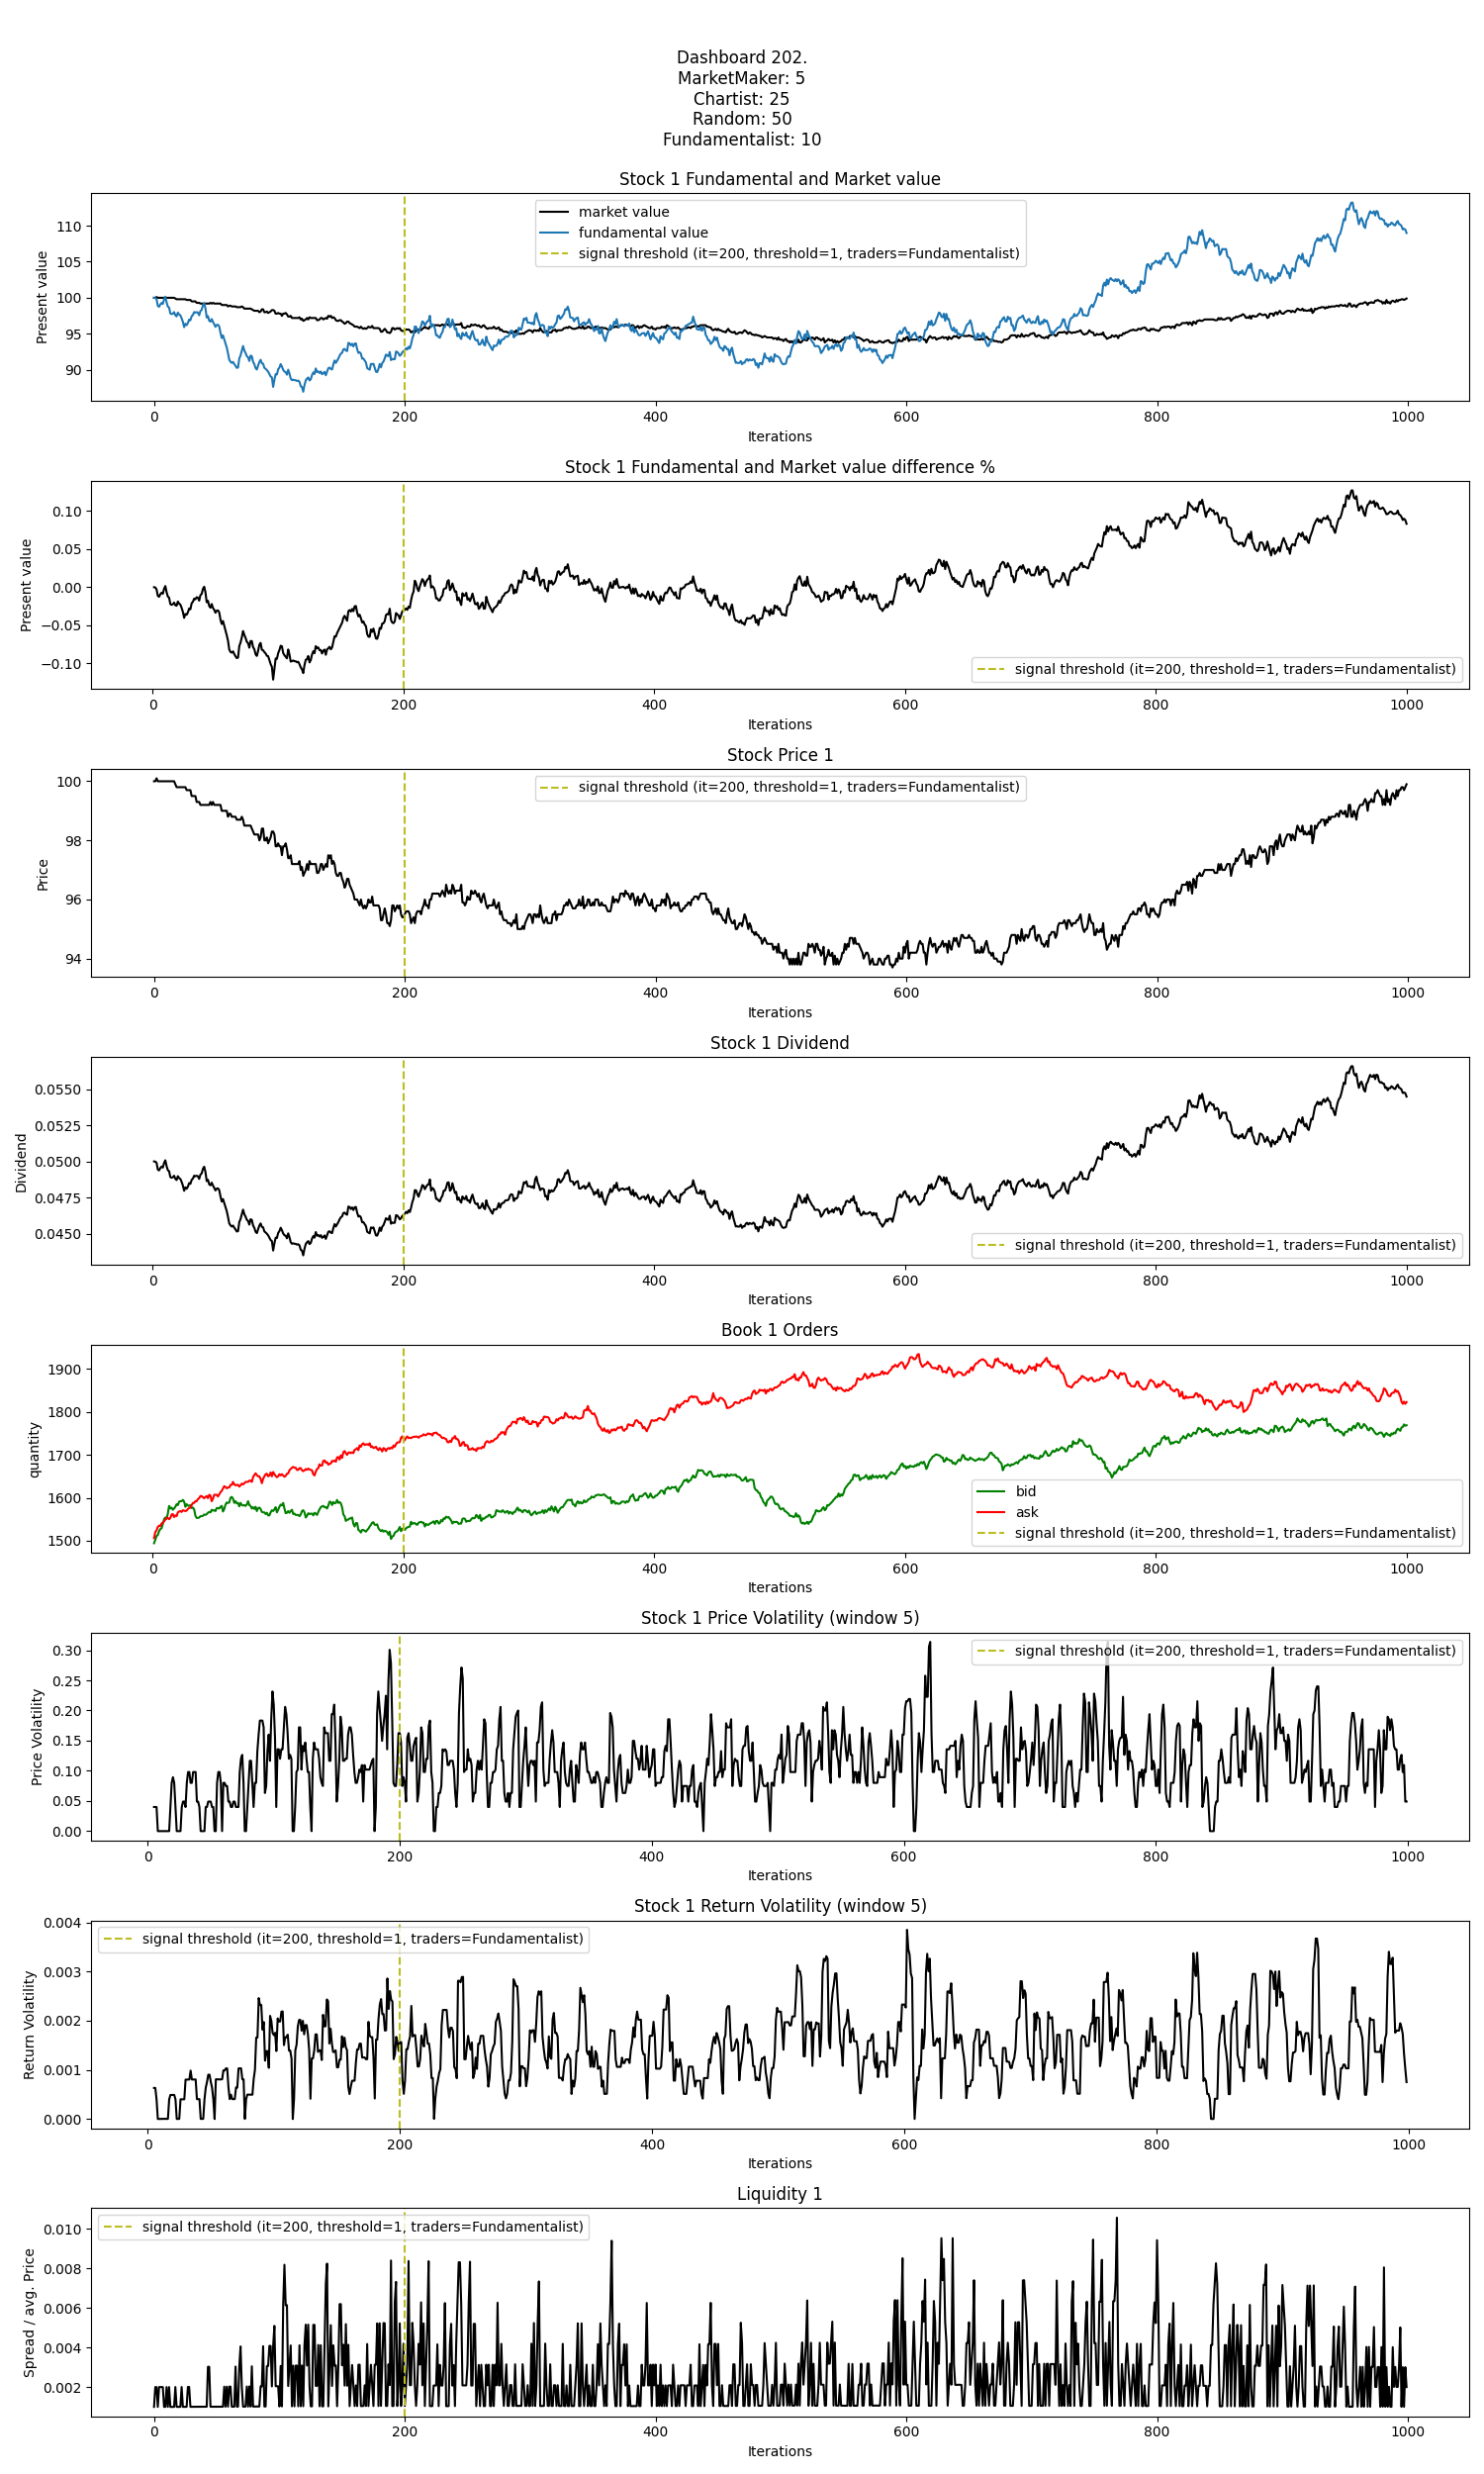 Dashboard 202.
MarketMaker: 5
Chartist: 25
Random: 50
Fundamentalist: 10
Stock 1 Fundamental and Market value
market value
fundamental value
signal threshold (it=200, threshold=1, traders=Fundamentalist)
Present value
110
105
100
95
90
0 200 400 600 800 1000
Iterations
Stock 1 Fundamental and Market value difference %
Present value
0.10
0.05
0.00
−0.05
−0.10
signal threshold (it=200, threshold=1, traders=Fundamentalist)
0 200 400 600 800 1000
Iterations
Stock Price 1
signal threshold (it=200, threshold=1, traders=Fundamentalist)
Price
100
98
96
94
0 200 400 600 800 1000
Iterations
Stock 1 Dividend
Dividend
0.0550
0.0525
0.0500
0.0475
0.0450
signal threshold (it=200, threshold=1, traders=Fundamentalist)
0 200 400 600 800 1000
Iterations
Book 1 Orders
quantity
1900
1800
1700
1600
1500
bid
ask
signal threshold (it=200, threshold=1, traders=Fundamentalist)
0 200 400 600 800 1000
Iterations
Stock 1 Price Volatility (window 5)
signal threshold (it=200, threshold=1, traders=Fundamentalist)
Price Volatility
0.30
0.25
0.20
0.15
0.10
0.05
0.00
0 200 400 600 800 1000
Iterations
Stock 1 Return Volatility (window 5)
signal threshold (it=200, threshold=1, traders=Fundamentalist)
Return Volatility
0.004
0.003
0.002
0.001
0.000
0 200 400 600 800 1000
Iterations
Liquidity 1
signal threshold (it=200, threshold=1, traders=Fundamentalist)
Spread / avg. Price
0.010
0.008
0.006
0.004
0.002
0 200 400 600 800 1000
Iterations